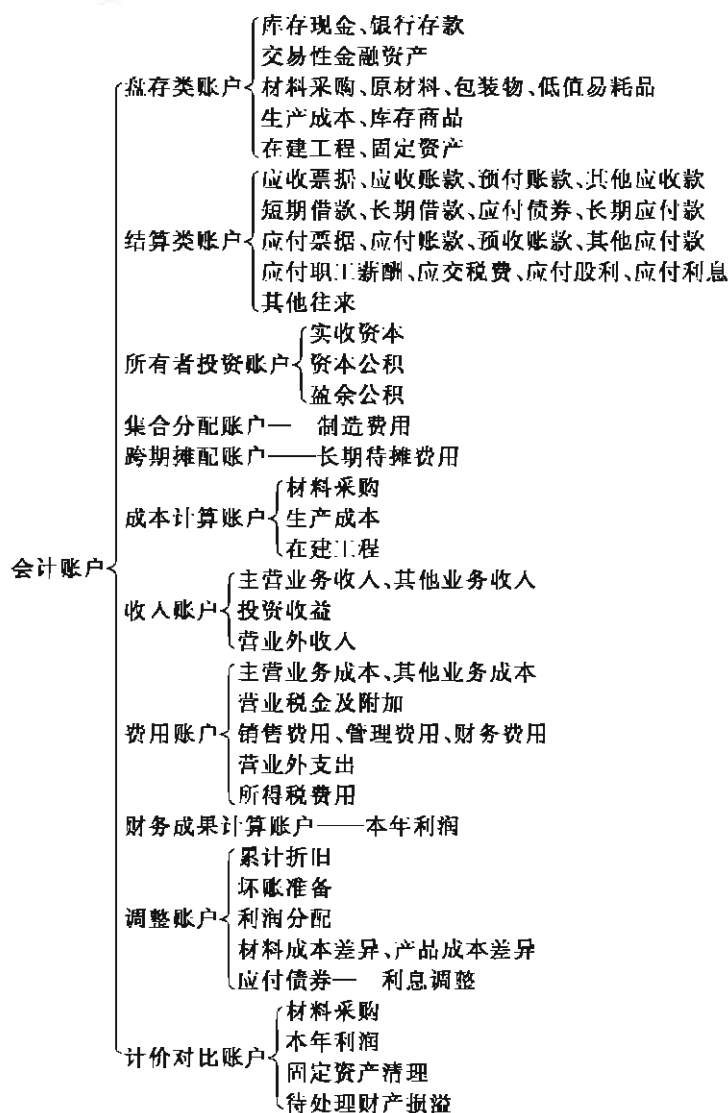 库存现金、银行存款
交易性金融资产
盘存类账户 材料采购、原材料、包装物、低值易耗品
生产成本、库存商品
在建工程、固定资产
应收票据、应收账款、预付账款、其他应收款
短期借款、长期借款、应付债券、长期应付款
结算类账户 应付票据、应付账款、预收账款、其他应付款
应付职工薪酬、应交税费、应付股利、应付利息
其他往来
实收资本
所有者投资账户 资本公积
盈余公积
集合分配账户— 制造费用
跨期摊配账户——长期待摊费用
材料采购
成本计算账户 生产成本
在建工程
会计账户
主营业务收入、其他业务收入
收入账户 投资收益
营业外收入
主营业务成本、其他业务成本
营业税金及附加
费用账户 销售费用、管理费用、财务费用
营业外支出
所得税费用
财务成果计算账户——本年利润
累计折旧
坏账准备
调整账户 利润分配
材料成本差异、产品成本差异
应付债券— 利息调整
材料采购
计价对比账户 本年利润
固定资产清理
待处理财产损溢